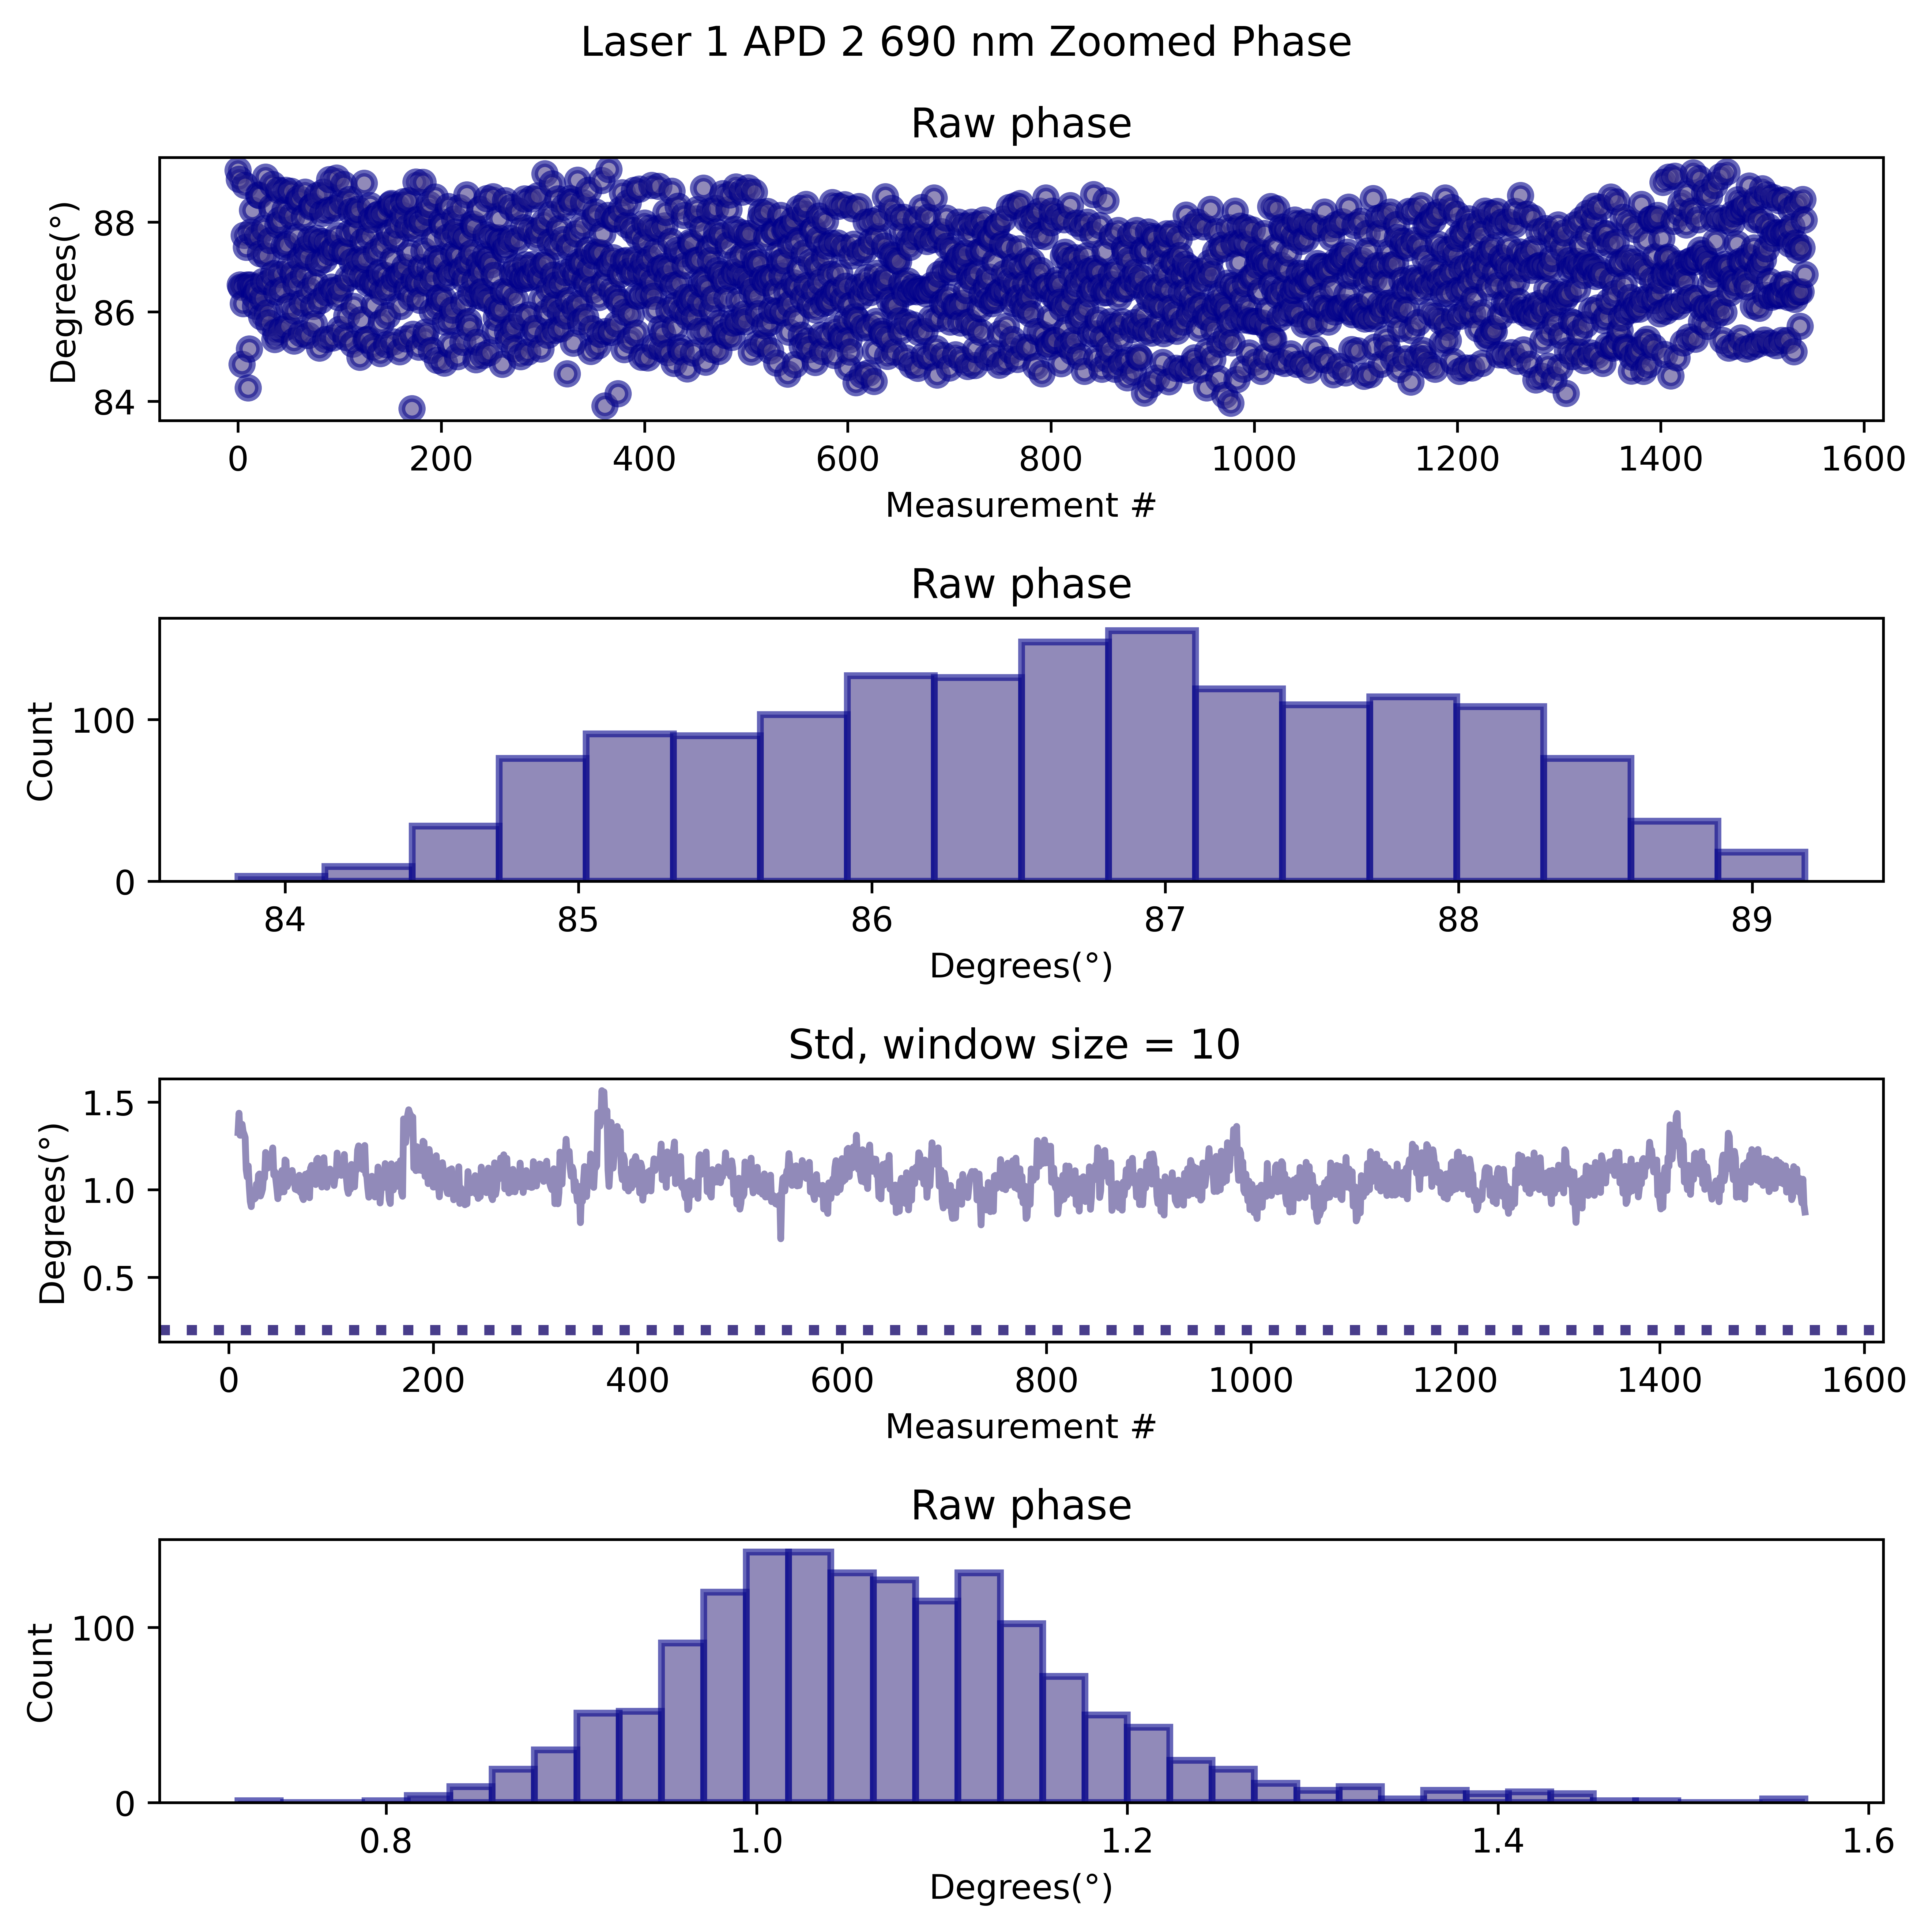 Laser 1 APD 2 690 nm Zoomed Phase
Raw phase
Degrees(°)
88
86
84
0 200 400 600 800 1000 1200 1400 1600
Measurement #
Raw phase
Count
100
0
84 85 86 87 88 89
Degrees(°)
Std, window size = 10
Degrees(°)
1.5
1.0
0.5
0 200 400 600 800 1000 1200 1400 1600
Measurement #
Raw phase
Count
100
0
0.8 1.0 1.2 1.4 1.6
Degrees(°)